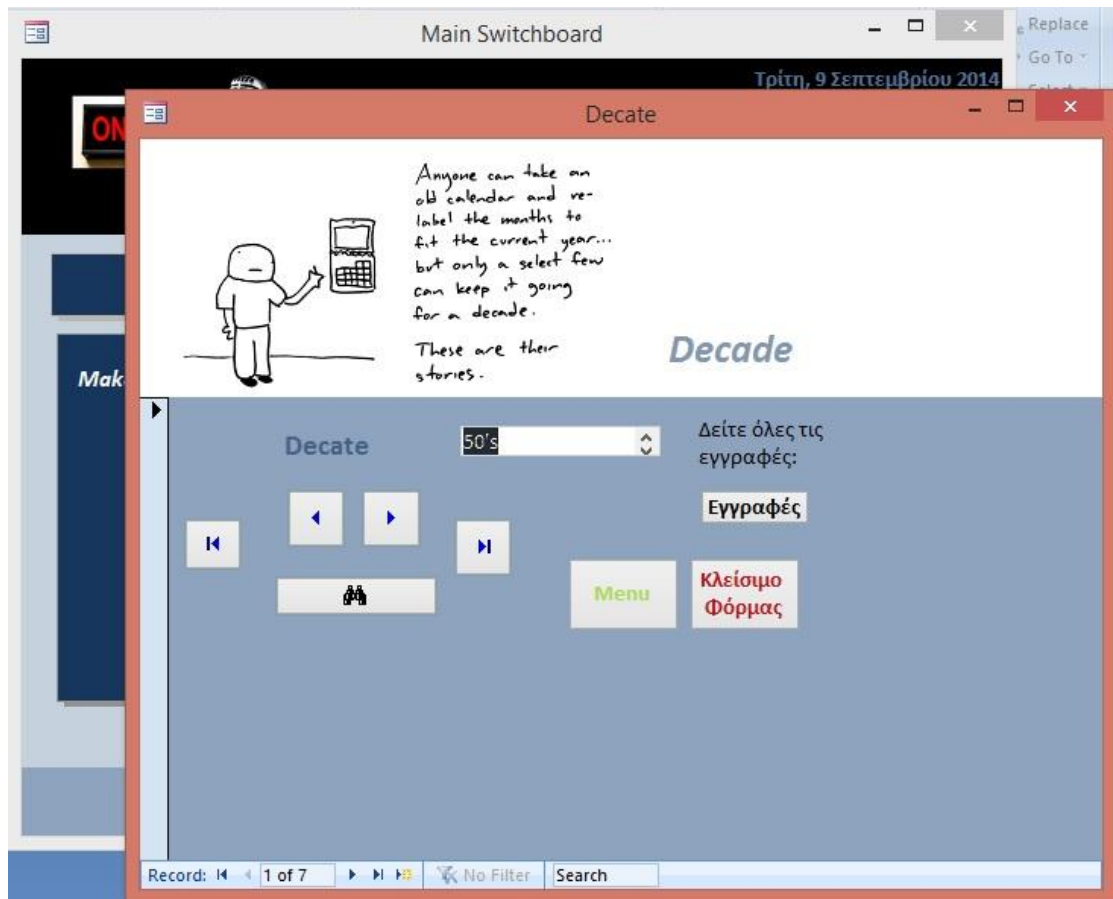 Main Switchboard
Replace
Go To
Τρίτη, 9 Σεπτεμβρίου 2014
ON
Decate
Anyone can take an
old calendar and re-
label the months to
fit the current year...
but only a select few
can keep it going
for a decade.
These are their
stories.
Decade
Mak
Decate
50's
Δείτε όλες τις
εγγραφές:
Εγγραφές
Menu
Κλείσιμο
Φόρμας
Record: 1 of 7 No Filter Search